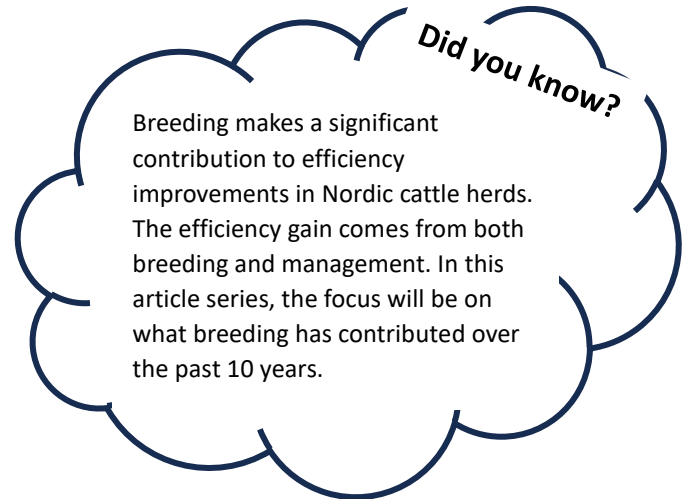 Did you know?
Breeding makes a significant
contribution to efficiency
improvements in Nordic cattle herds.
The efficiency gain comes from both
breeding and management. In this
article series, the focus will be on
what breeding has contributed over
the past 10 years.